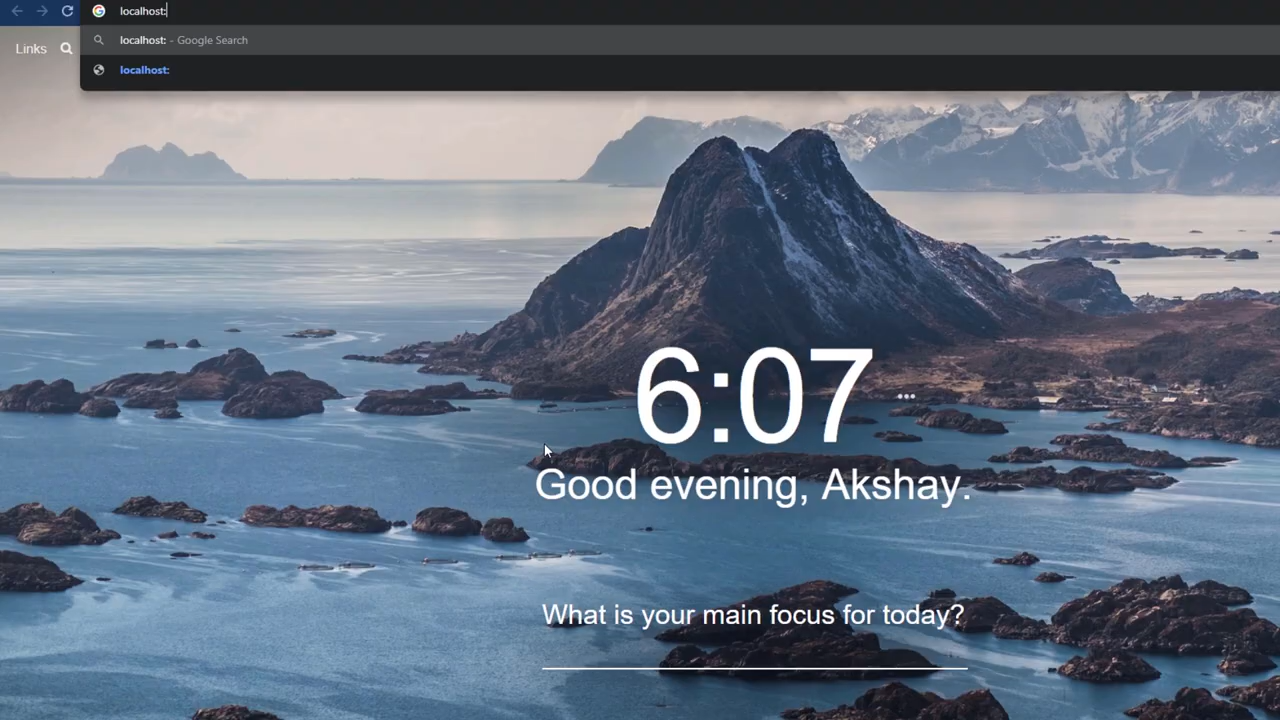 localhost:
localhost: - Google Search
Links
localhost:
6:07
Good evening, Akshay.
What is your main focus for today?